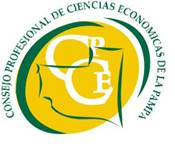 CONSEJO PROFESIONAL DE CIENCIAS ECONOMICAS DE LA PAMPA
CPCE